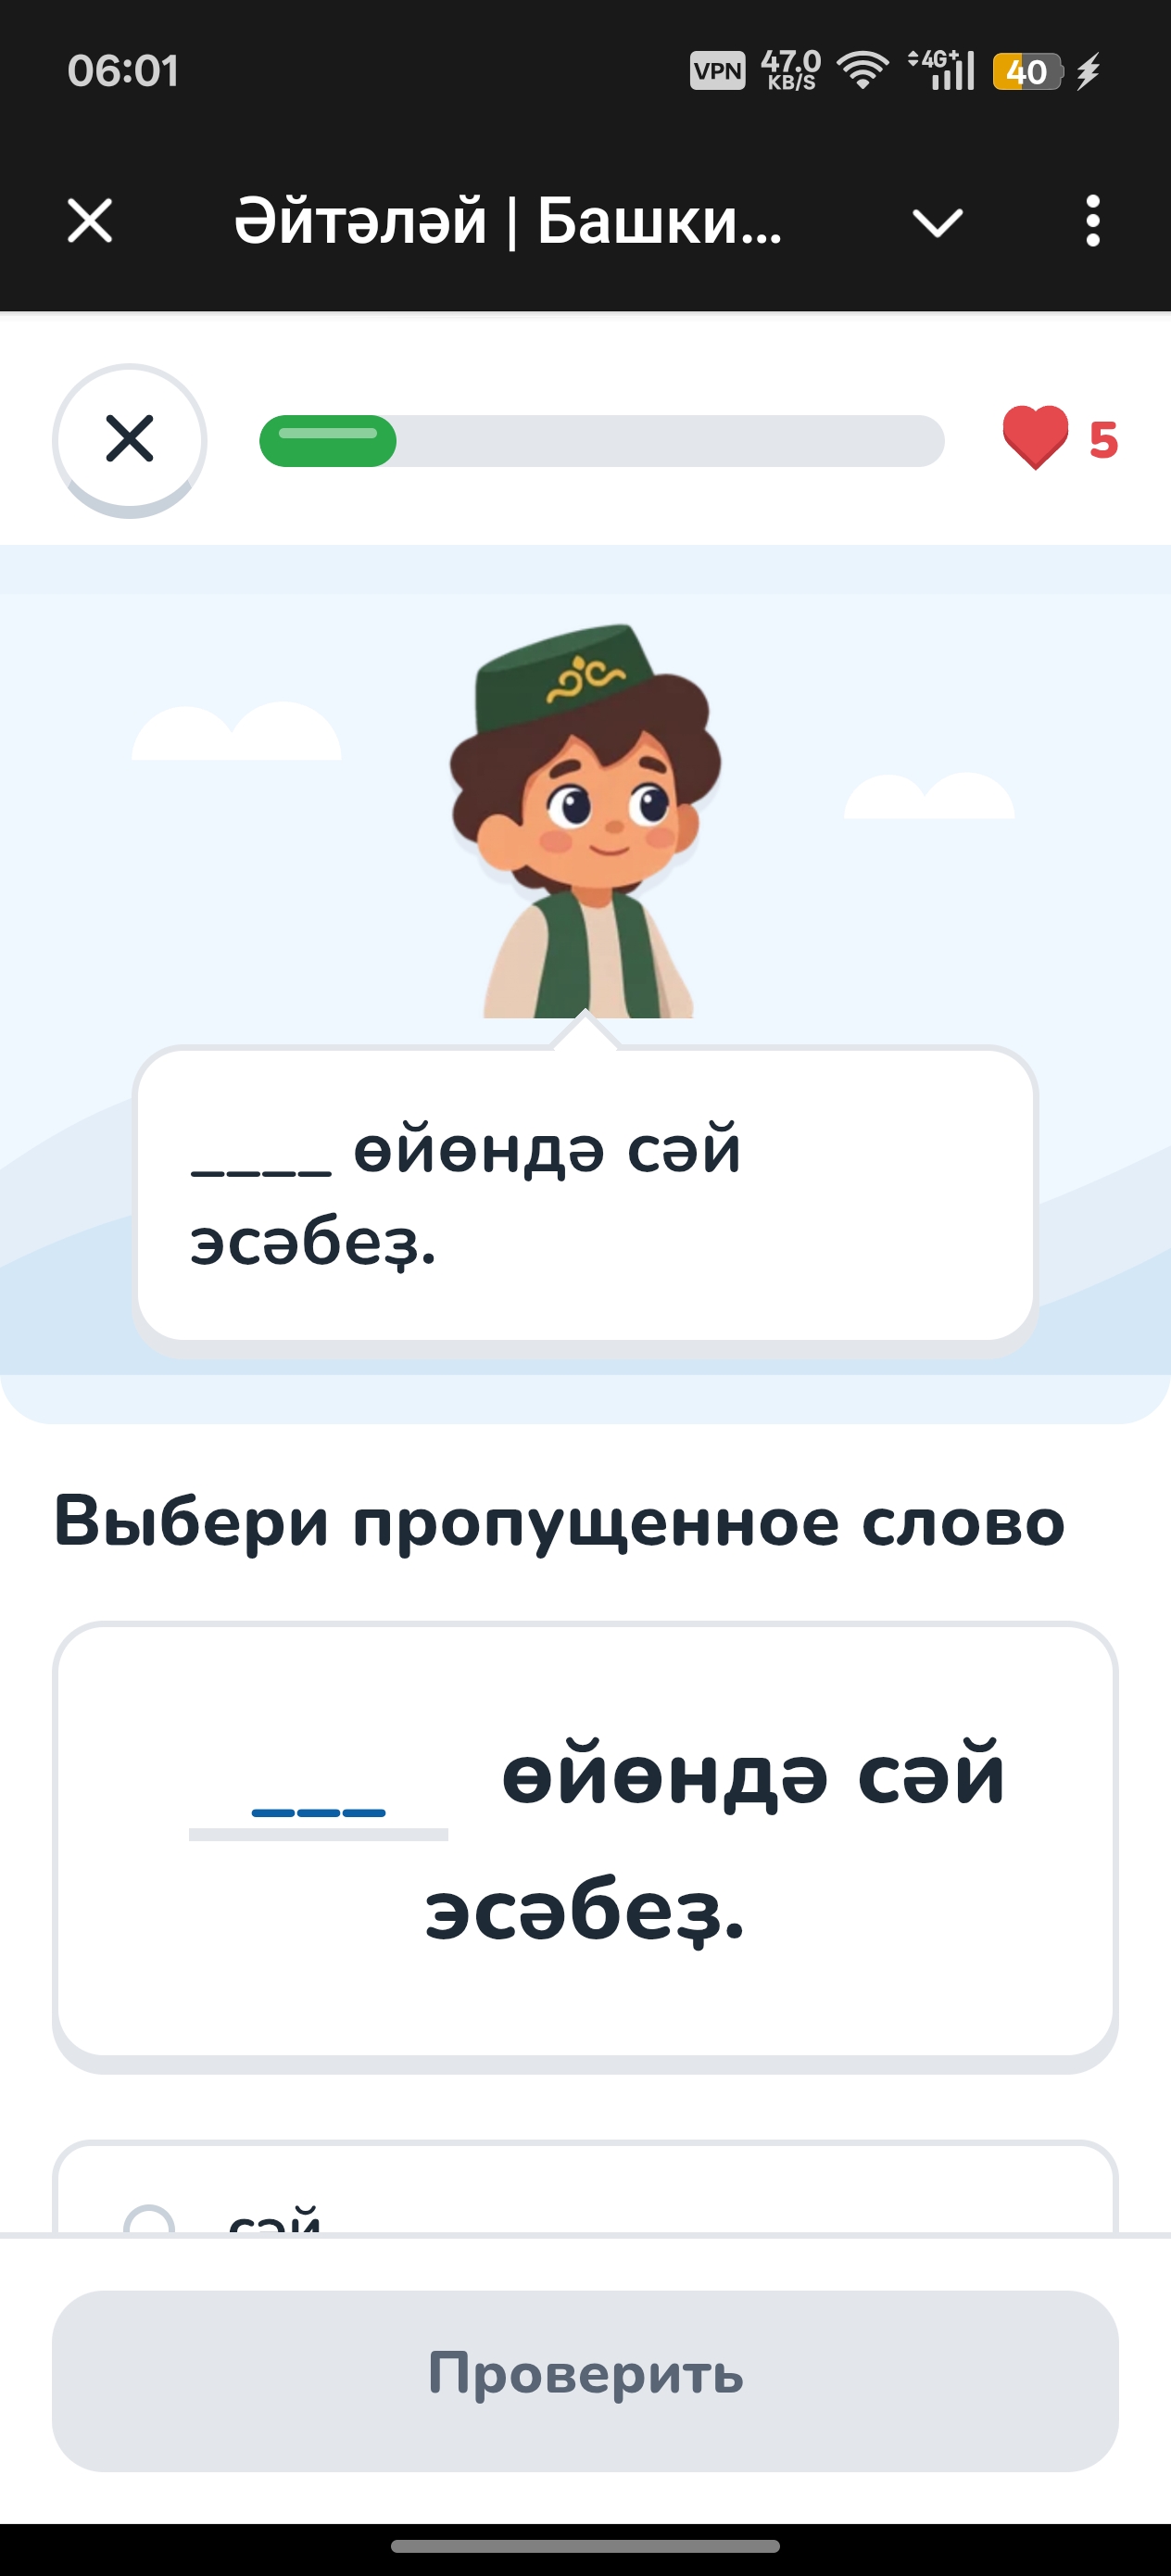 06:01 VPN 47.0 KB/S 4G+ 40
Әйтәләй | Башки...
5
____ өйөндә сәй
эсәбеҙ.
Выбери пропущенное слово
___ өйөндә сәй
эсәбеҙ.
сәй
Проверить